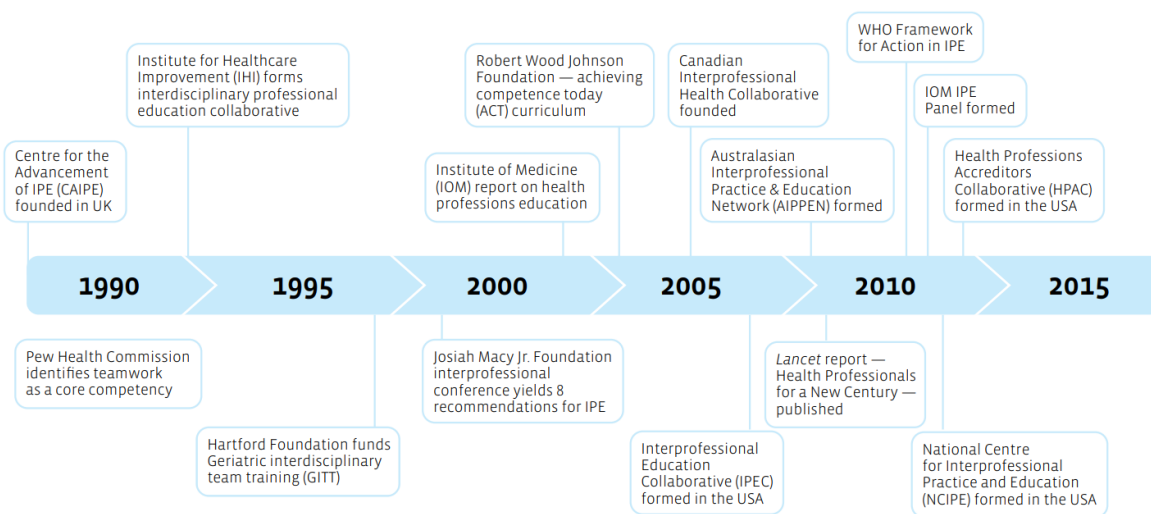 WHO Framework
for Action in IPE
Institute for Healthcare
Improvement (IHI) forms
interdisciplinary professional
education collaborative
Robert Wood Johnson
Foundation — achieving
competence today
(ACT) curriculum
Canadian
Interprofessional
Health Collaborative
founded
IOM IPE
Panel formed
Centre for the
Advancement
of IPE (CAIPE)
founded in UK
Institute of Medicine
(IOM) report on health
professions education
Australasian
Interprofessional
Practice & Education
Network (AIPPEN) formed
Health Professions
Accreditors
Collaborative (HPAC)
formed in the USA
1990
1995
2000
2005
2010
2015
Pew Health Commission
identifies teamwork
as a core competency
Josiah Macy Jr. Foundation
interprofessional
conference yields 8
recommendations for IPE
Lancet report —
Health Professionals
for a New Century —
published
Hartford Foundation funds
Geriatric interdisciplinary
team training (GITT)
Interprofessional
Education
Collaborative (IPEC)
formed in the USA
National Centre
for Interprofessional
Practice and Education
(NCIPE) formed in the USA